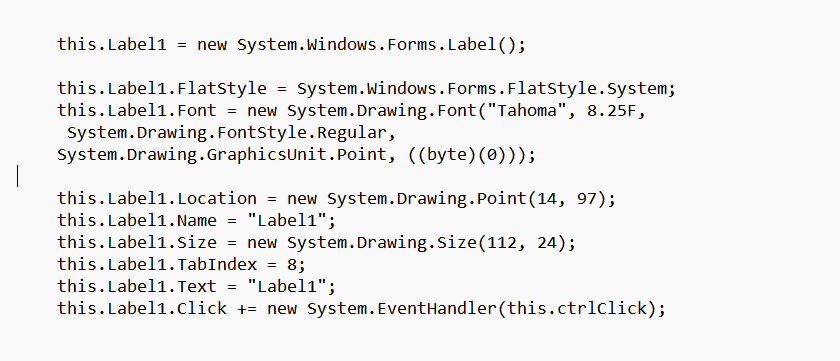 this.Label1 = new System.Windows.Forms.Label();
this.Label1.FlatStyle = System.Windows.Forms.FlatStyle.System;
this.Label1.Font = new System.Drawing.Font("Tahoma", 8.25F,
System.Drawing.FontStyle.Regular,
System.Drawing.GraphicsUnit.Point, ((byte)(0)));
this.Label1.Location = new System.Drawing.Point(14, 97);
this.Label1.Name = "Label1";
this.Label1.Size = new System.Drawing.Size(112, 24);
this.Label1.TabIndex = 8;
this.Label1.Text = "Label1";
this.Label1.Click += new System.EventHandler(this.ctrlClick);